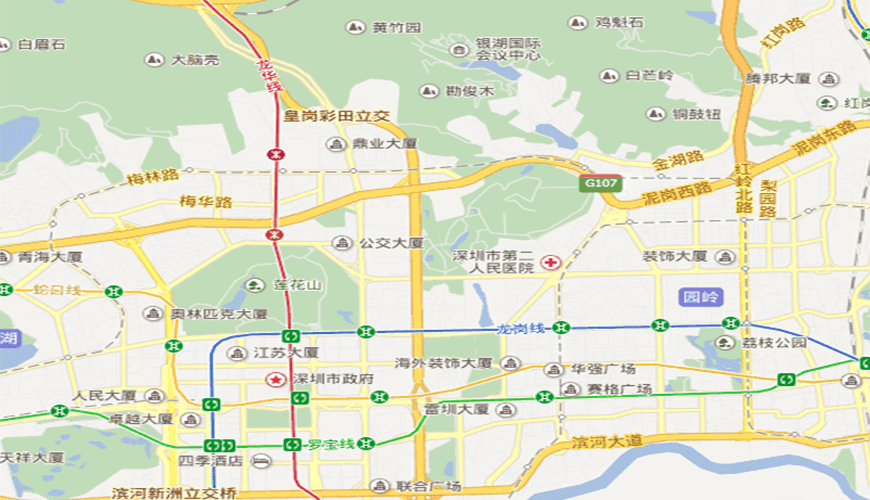 黄竹园
鸡魁石
红岗路
白眉石
银湖国际
会议中心
大脑壳
龙华线
白芒岭
腾邦大厦
勘俊木
红岗
皇岗彩田立交
铜鼓钮
鼎业大厦
泥岗东路
金湖路
梅林路
G107
泥岗西路
红岭北路
梨园路
梅华路
公交大厦
青海大厦
深圳市第二
人民医院
装饰大厦
莲花山
蛇口线
园岭
奥林匹克大厦
龙岗线
湖
荔枝公园
江苏大厦
海外装饰大厦
华强广场
深圳市政府
赛格广场
人民大厦
雷圳大厦
卓越大厦
罗宝线
滨河大道
天祥大厦
四季酒店
联合广场
滨河新洲立交桥